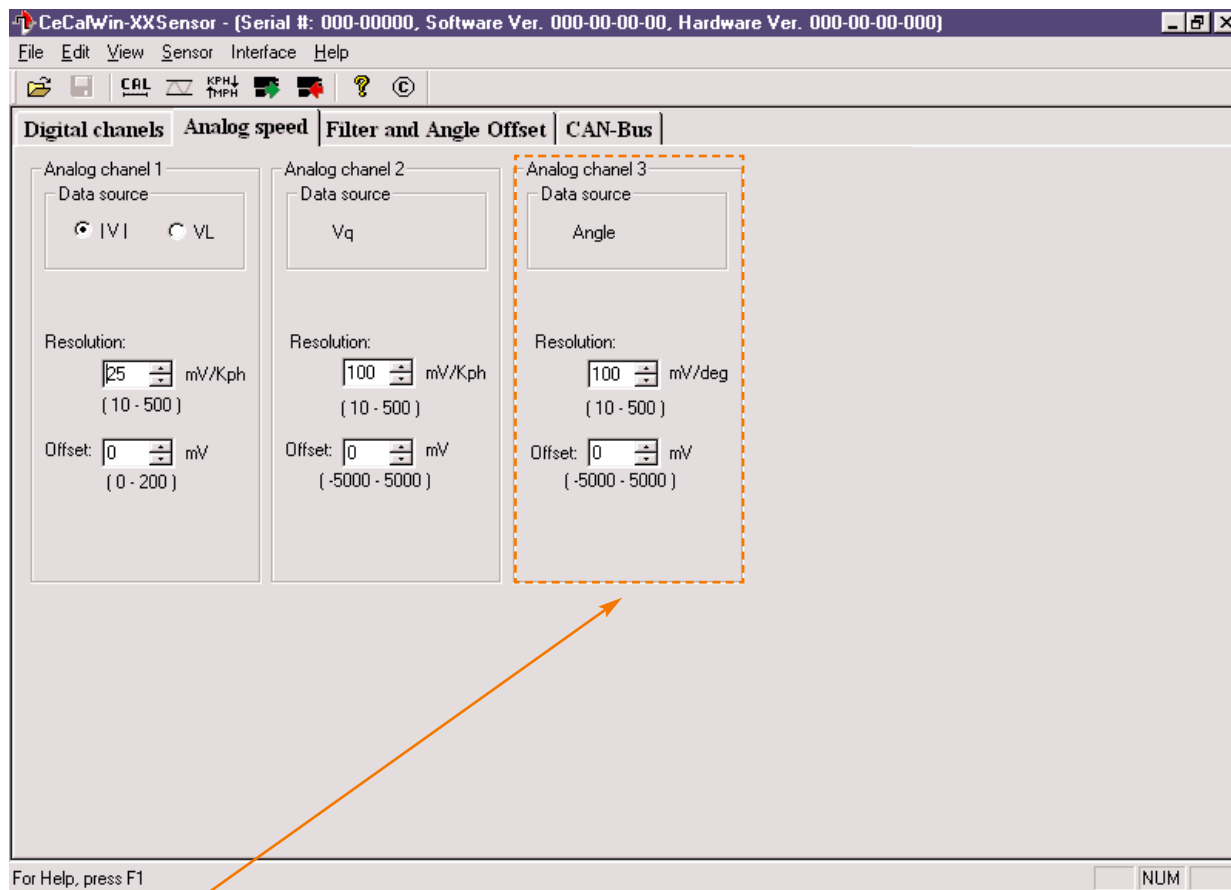 CeCalWin-XXSensor - (Serial #: 000-00000, Software Ver. 000-00-00-00, Hardware Ver. 000-00-00-000)
File Edit View Sensor Interface Help
CAL KPH MPH ? ©
Digital chanels Analog speed Filter and Angle Offset CAN-Bus
Analog chanel 1
Data source
|V| VL
Resolution:
25 mV/Kph
( 10 - 500 )
Offset: 0 mV
( 0 - 200 )
Analog chanel 2
Data source
Vq
Resolution:
100 mV/Kph
( 10 - 500 )
Offset: 0 mV
( -5000 - 5000 )
Analog chanel 3
Data source
Angle
Resolution:
100 mV/deg
( 10 - 500 )
Offset: 0 mV
( -5000 - 5000 )
For Help, press F1
NUM